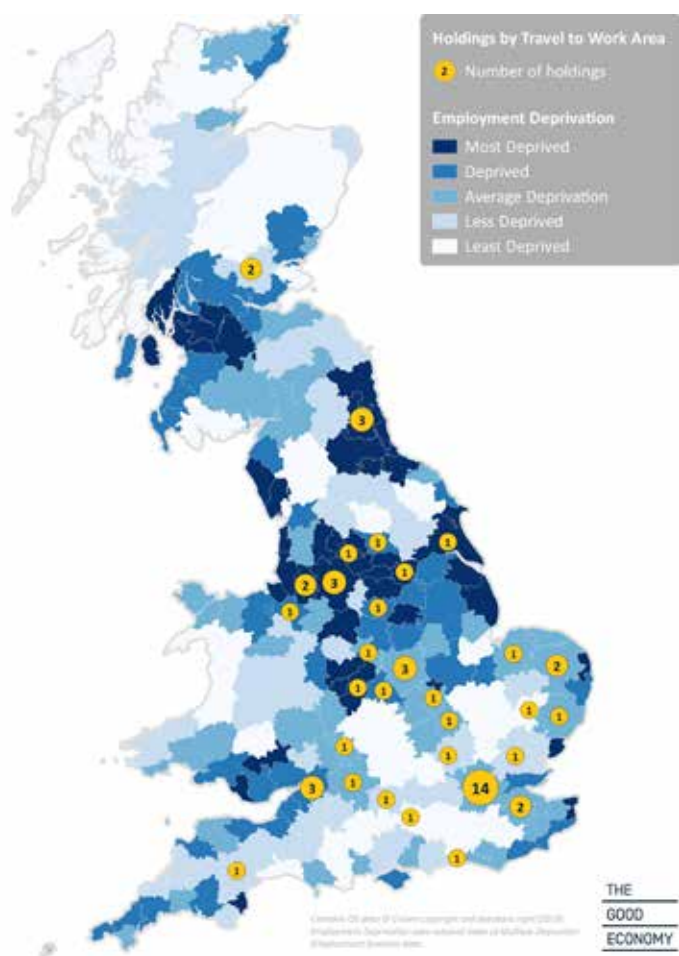 Holdings by Travel to Work Area
2 Number of holdings
Employment Deprivation
Most Deprived
Deprived
Average Deprivation
Less Deprived
Least Deprived
2
3
1
1
1
1
2
3
1
1
1
3
1
2
1
1
1
1
1
1
1
1
1
3
1
14
1
2
1
1
1
THE
GOOD
ECONOMY